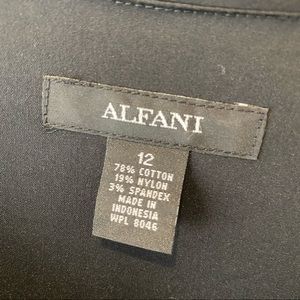 ALFANI
12
78% COTTON
19% NYLON
3% SPANDEX
MADE IN
INDONESIA
WPL 8046